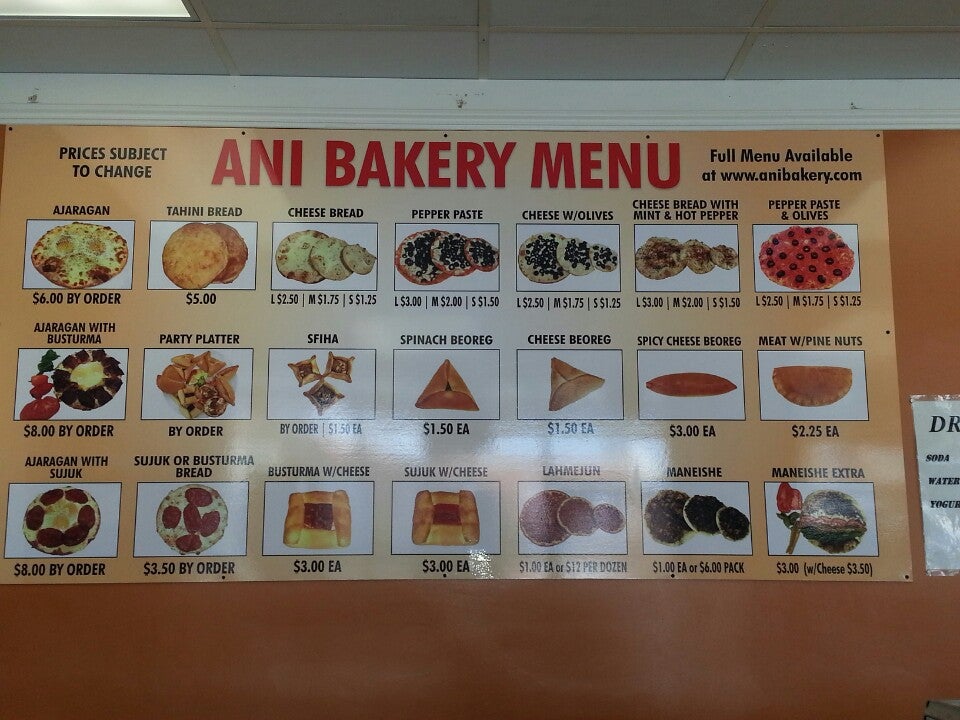 PRICES SUBJECT
TO CHANGE
ANI BAKERY MENU
Full Menu Available
at www.anibakery.com
AJARAGAN
$6.00 BY ORDER
TAHINI BREAD
$5.00
CHEESE BREAD
L $2.50 | M $1.75 | S $1.25
PEPPER PASTE
L $3.00 | M $2.00 | S $1.50
CHEESE W/OLIVES
L $2.50 | M $1.75 | S $1.25
CHEESE BREAD WITH
MINT & HOT PEPPER
L $3.00 | M $2.00 | S $1.50
PEPPER PASTE
& OLIVES
L $2.50 | M $1.75 | S $1.25
AJARAGAN WITH
BUSTURMA
$8.00 BY ORDER
PARTY PLATTER
BY ORDER
SFIHA
BY ORDER | $1.50 EA
SPINACH BEOREG
$1.50 EA
CHEESE BEOREG
$1.50 EA
SPICY CHEESE BEOREG
$3.00 EA
MEAT W/PINE NUTS
$2.25 EA
AJARAGAN WITH
SUJUK
$8.00 BY ORDER
SUJUK OR BUSTURMA
BREAD
$3.50 BY ORDER
BUSTURMA W/CHEESE
$3.00 EA
SUJUK W/CHEESE
$3.00 EA
LAHMEJUN
$1.00 EA or $12 PER DOZEN
MANEISHE
$1.00 EA or $6.00 PACK
MANEISHE EXTRA
$3.00 (w/Cheese $3.50)
DR
SODA
WATER
YOGUR